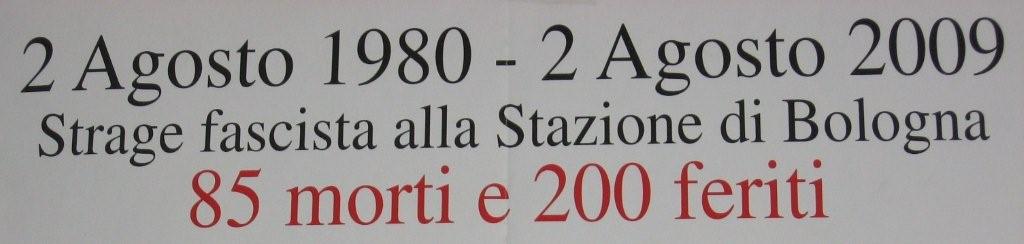 2 Agosto 1980 - 2 Agosto 2009
Strage fascista alla Stazione di Bologna
85 morti e 200 feriti